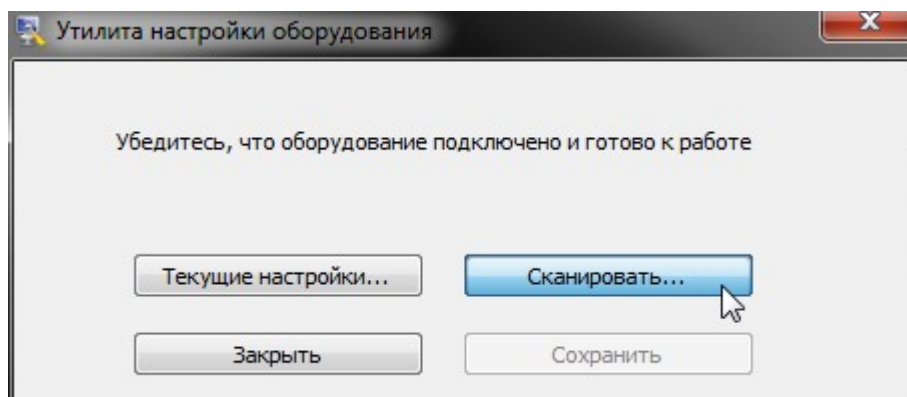 Утилита настройки оборудования
Убедитесь, что оборудование подключено и готово к работе
Текущие настройки...
Сканировать...
Закрыть
Сохранить